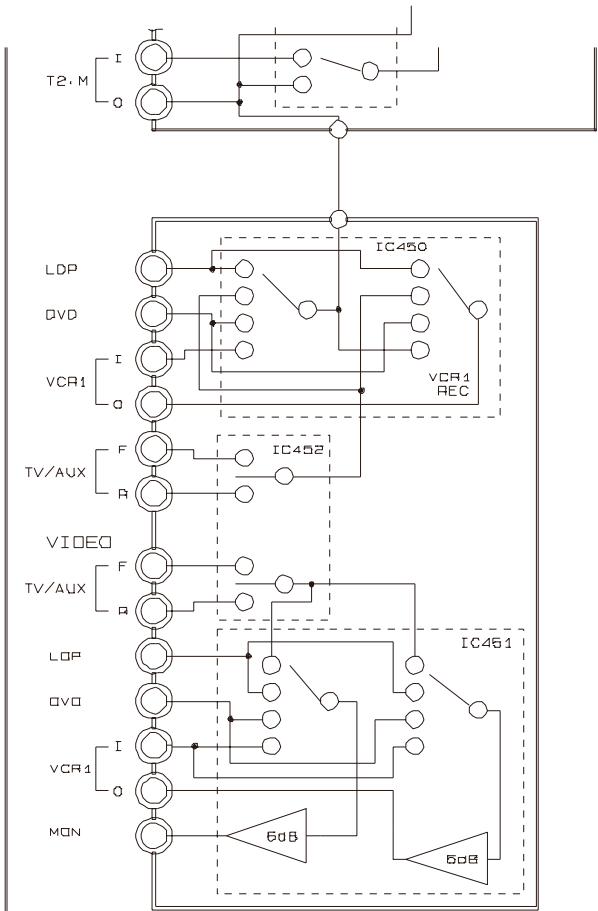 I
T2.M
O
IC450
LDP
DVD
I
VCR1
O
VCR1
REC
F
IC452
TV/AUX
R
VIDEO
F
TV/AUX
R
IC451
LDP
DVD
I
VCR1
O
MON
6dB
6dB